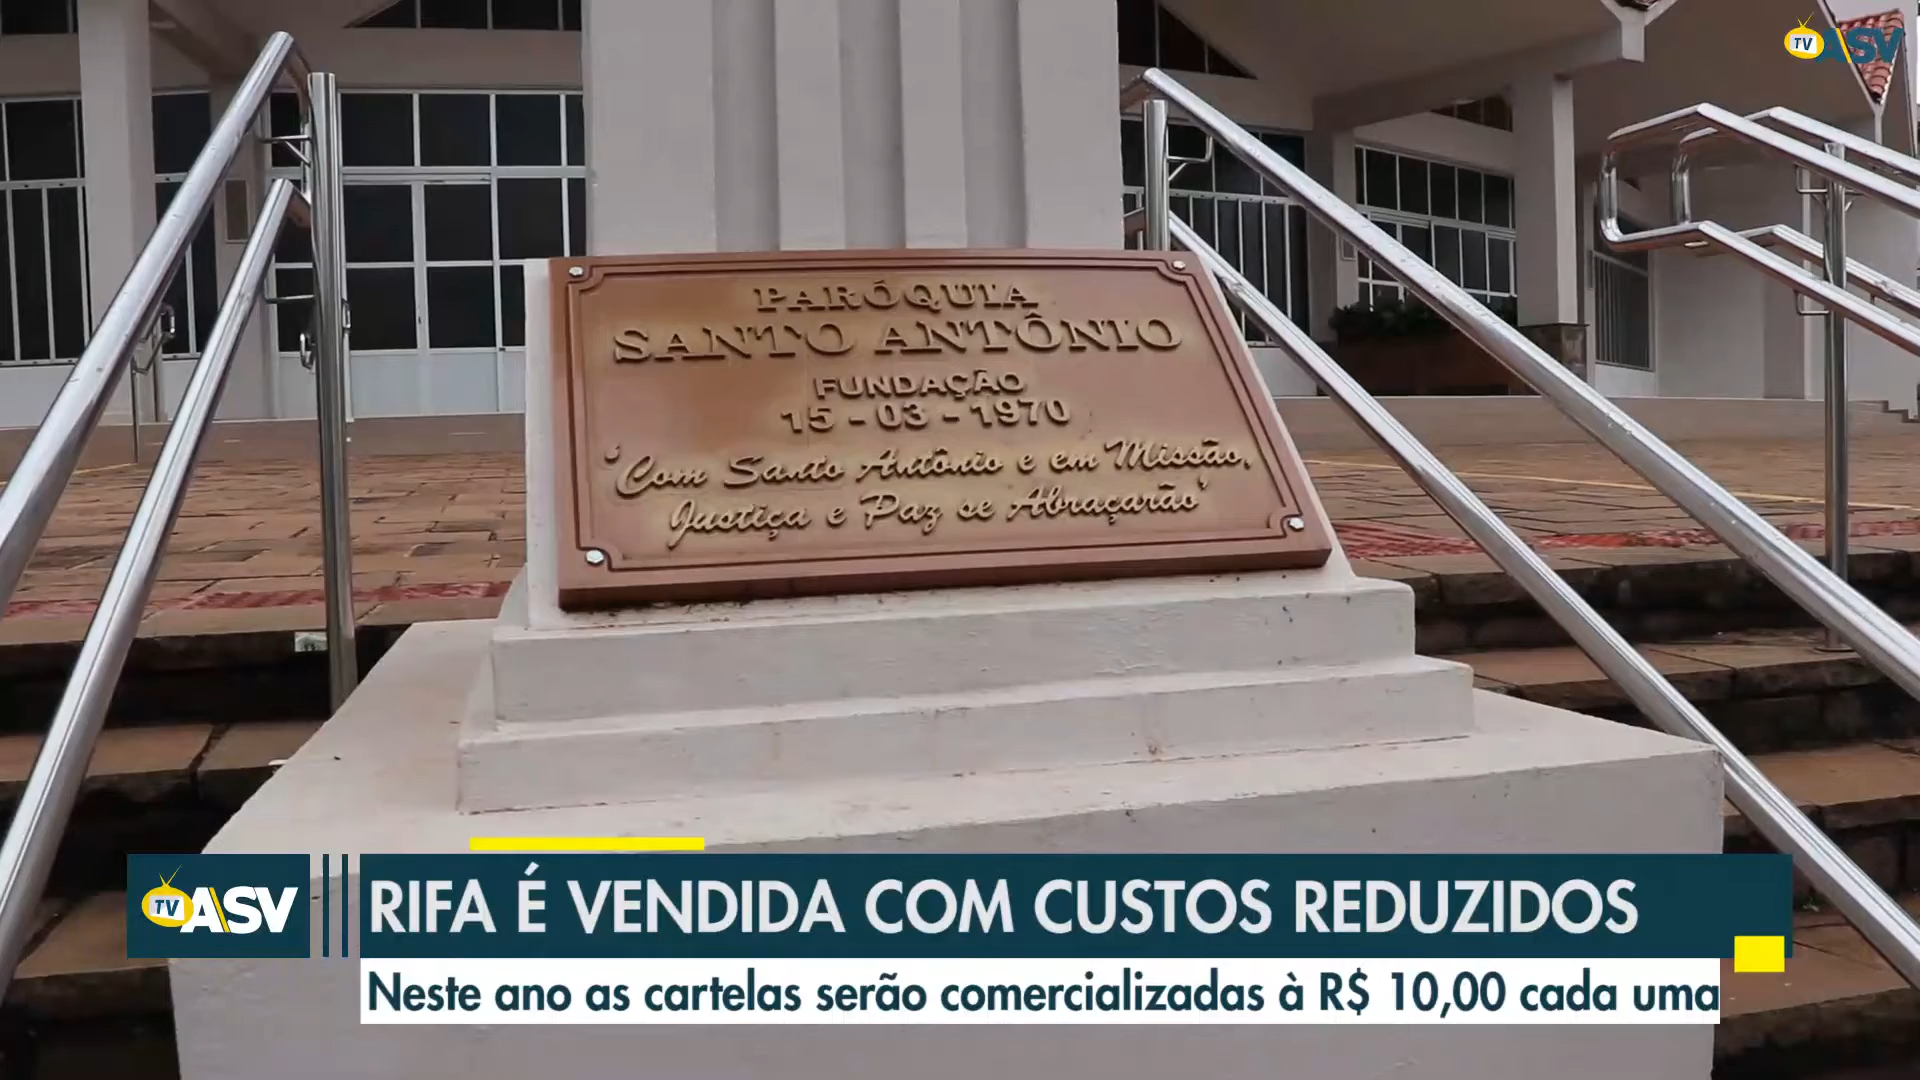 TV ASV
PARÓQUIA
SANTO ANTÔNIO
FUNDAÇÃO
15 - 03 - 1970
'Com Santo Antônio e em Missão,
Justiça e Paz se Abraçarão'
TV ASV
RIFA É VENDIDA COM CUSTOS REDUZIDOS
Neste ano as cartelas serão comercializadas à R$ 10,00 cada uma